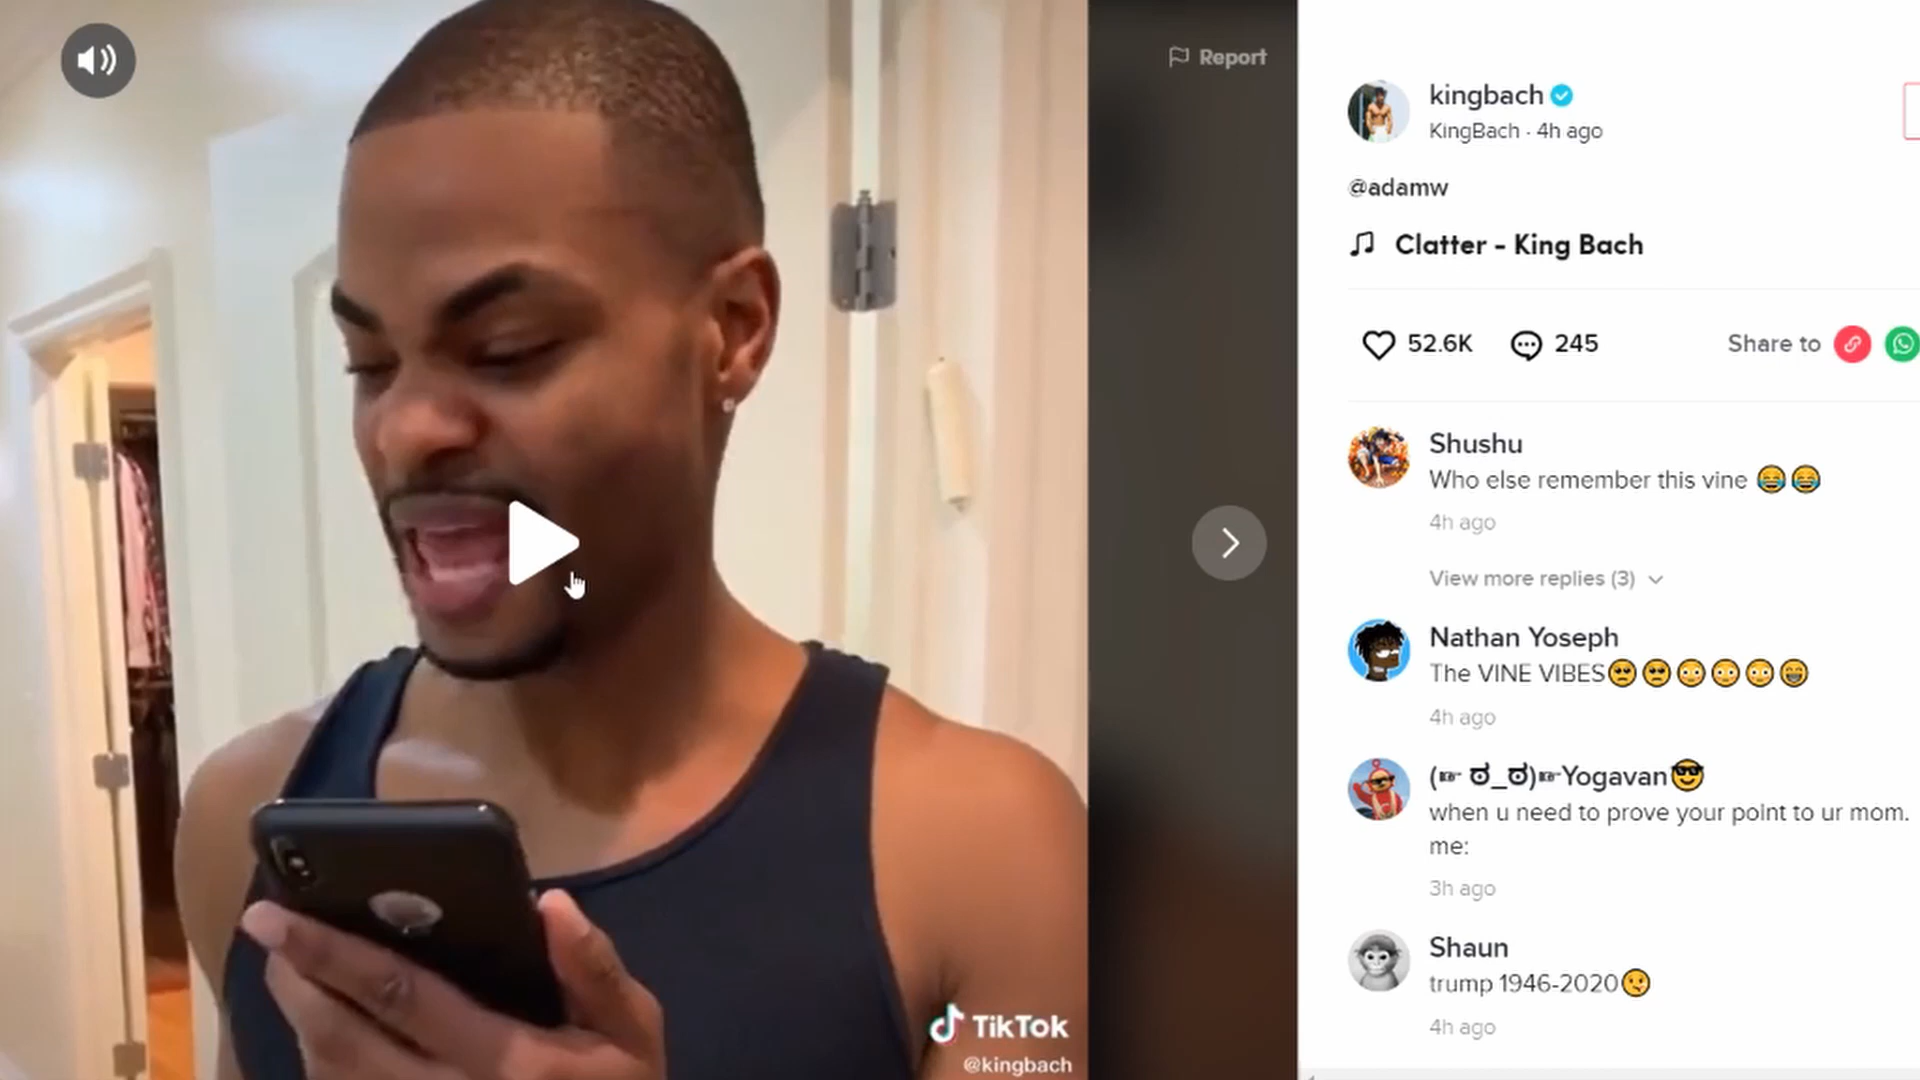 Report
kingbach
KingBach · 4h ago
@adamw
Clatter - King Bach
52.6K
245
Share to
Shushu
Who else remember this vine 😂😂
4h ago
View more replies (3)
Nathan Yoseph
The VINE VIBES🥺🥺😳😳😳😁
4h ago
(☞ ಠ_ಠ)☞Yogavan😎
when u need to prove your poInt to ur mom.
me:
3h ago
Shaun
trump 1946-2020🤨
4h ago
TikTok
@kingbach